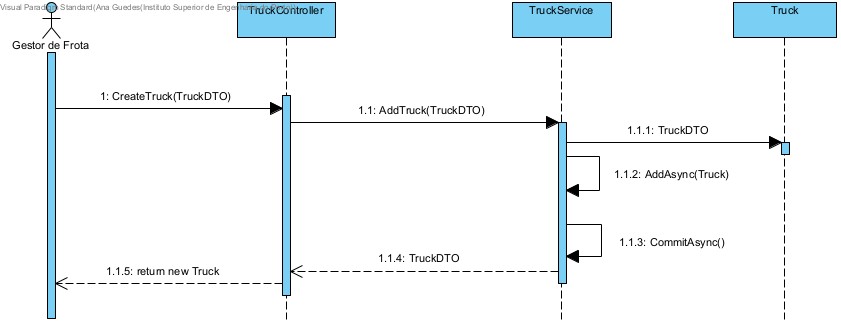 Visual Paradigm Standard(Ana Guedes(Instituto Superior de Engenharia do Porto))
TruckController
TruckService
Truck
Gestor de Frota
1: CreateTruck(TruckDTO)
1.1: AddTruck(TruckDTO)
1.1.1: TruckDTO
1.1.2: AddAsync(Truck)
1.1.3: CommitAsync()
1.1.4: TruckDTO
1.1.5: return new Truck